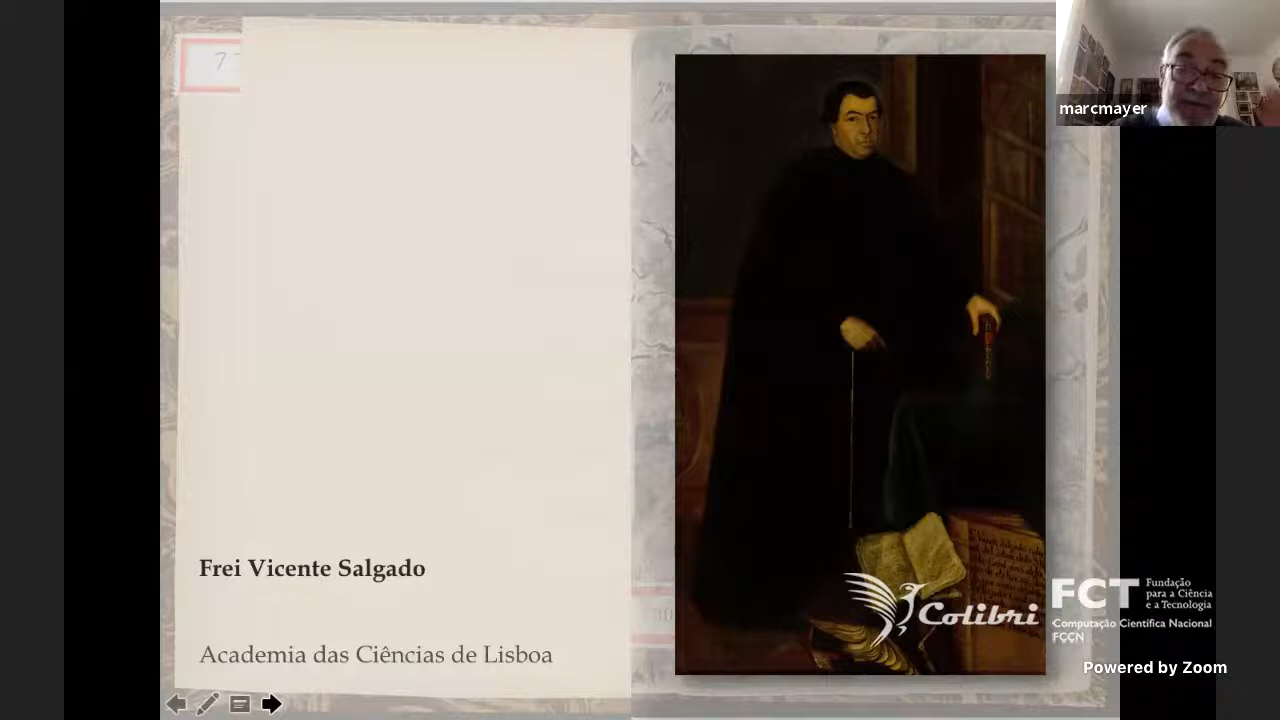 7
marcmayer
Frei Vicente Salgado
Academia das Ciências de Lisboa
Colibri
FCT
Fundação
para a Ciência
e a Tecnologia
Computação Científica Nacional
FCCN
Powered by Zoom